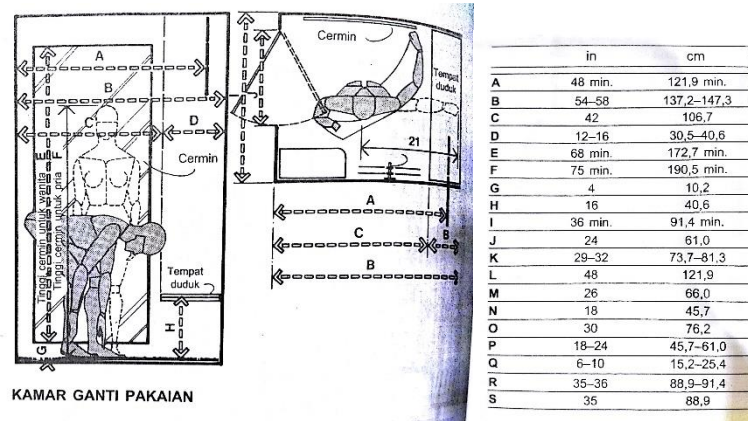 A
B
C
D
E
F
Tinggi cermin untuk wanita
Tinggi cermin untuk pria
Cermin
Tempat
duduk
H
G
KAMAR GANTI PAKAIAN
Cermin
Tempat
duduk
21
A
C
B
B
in cm
A 48 min. 121,9 min.
B 54–58 137,2–147,3
C 42 106,7
D 12–16 30,5–40,6
E 68 min. 172,7 min.
F 75 min. 190,5 min.
G 4 10,2
H 16 40,6
I 36 min. 91,4 min.
J 24 61,0
K 29–32 73,7–81,3
L 48 121,9
M 26 66,0
N 18 45,7
O 30 76,2
P 18–24 45,7–61,0
Q 6–10 15,2–25,4
R 35–36 88,9–91,4
S 35 88,9